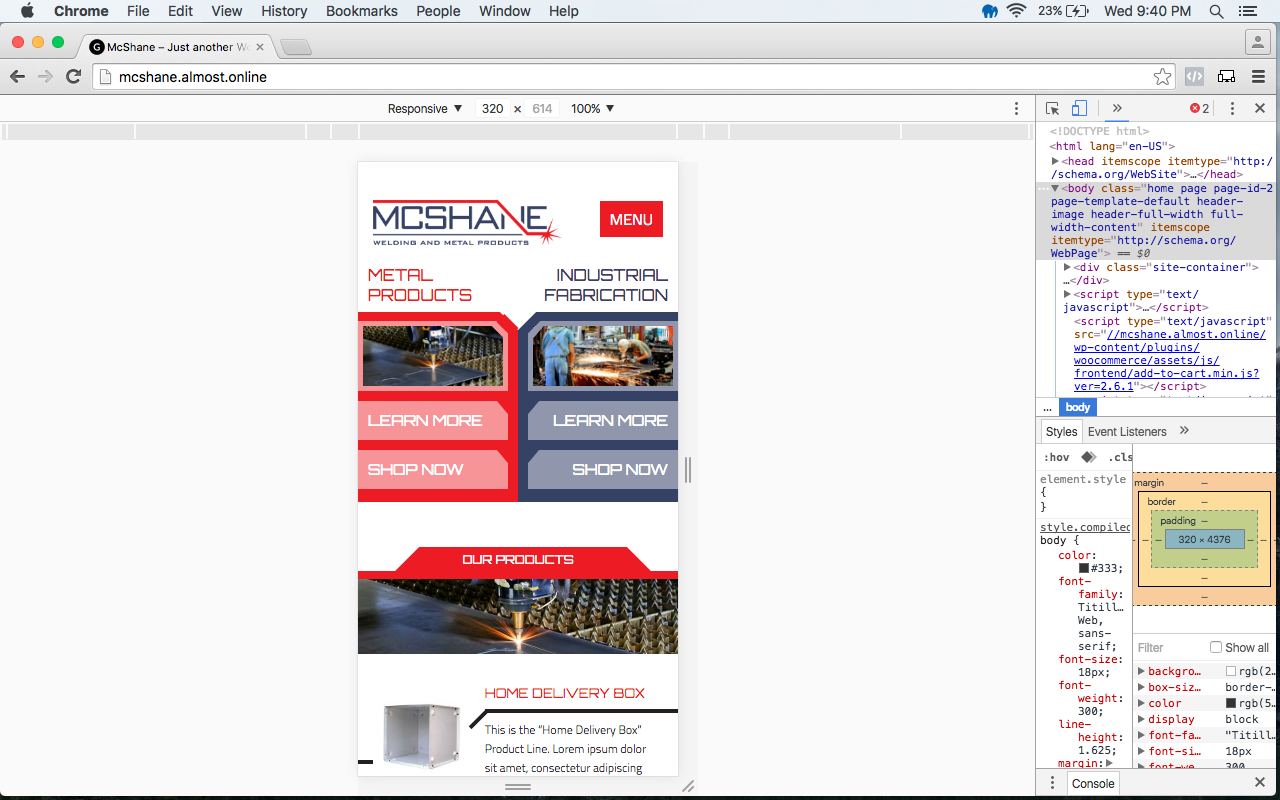 Chrome File Edit View History Bookmarks People Window Help 23% Wed 9:40 PM
McShane – Just another W
mcshane.almost.online
Responsive ▼ 320 × 614 100% ▼
2
MCSHANE
WELDING AND METAL PRODUCTS
MENU
METAL
PRODUCTS
INDUSTRIAL
FABRICATION
LEARN MORE
LEARN MORE
SHOP NOW
SHOP NOW
OUR PRODUCTS
HOME DELIVERY BOX
This is the “Home Delivery Box”
Product Line. Lorem ipsum dolor
sit amet, consectetur adipiscing
<!DOCTYPE html>
<html lang="en-US">
▶<head itemscope itemtype="http:/
/schema.org/WebSite">…</head>
…▼<body class="home page page-id-2
page-template-default header-
image header-full-width full-
width-content" itemscope
itemtype="http://schema.org/
WebPage"> == $0
▶<div class="site-container">
…</div>
▶<script type="text/
javascript">…</script>
<script type="text/javascript"
src="//mcshane.almost.online/
wp-content/plugins/
woocommerce/assets/js/
frontend/add-to-cart.min.js?
ver=2.6.1"></script>
... body
Styles Event Listeners »
:hov .cls
element.style
{
}
style.compiled
body {
color:
#333;
font-
family:
Titill…
Web,
sans-
serif;
font-size:
18px;
font-
weight:
300;
line-
height:
1.625;
margin:▶
margin –
border –
padding –
– – 320 × 4376 – –
–
–
–
Filter Show all
▶ backgro… rgb(2…
▶ box-siz… border-…
▶ color rgb(5…
▶ display block
▶ font-fa… "Titill…
▶ font-si… 18px
▶ font-we… 300
Console